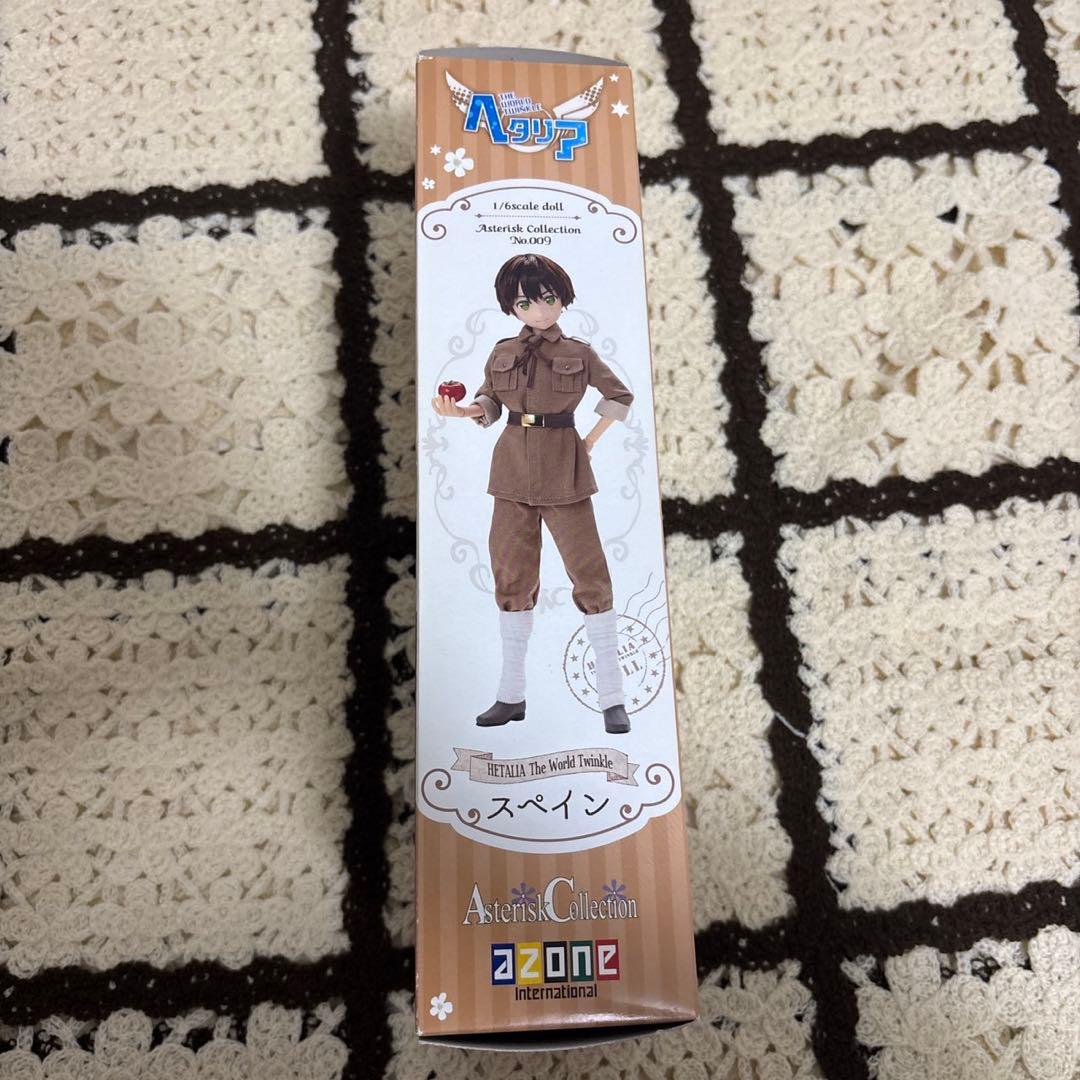 THE
WORLD
TWINKLE
ヘタリア
1/6scale doll
Asterisk Collection
No.009
HETALIA The World Twinkle
スペイン
AsteriskCollection
azone
International